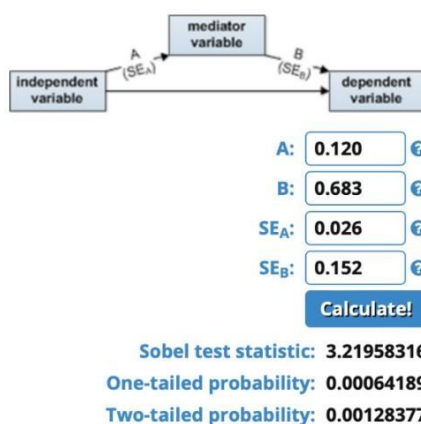 mediator
variable
A
(SEA)
B
(SEB)
independent
variable
dependent
variable
A: 0.120 ?
B: 0.683 ?
SEA: 0.026 ?
SEB: 0.152 ?
Calculate!
Sobel test statistic: 3.21958316
One-tailed probability: 0.00064189
Two-tailed probability: 0.00128377